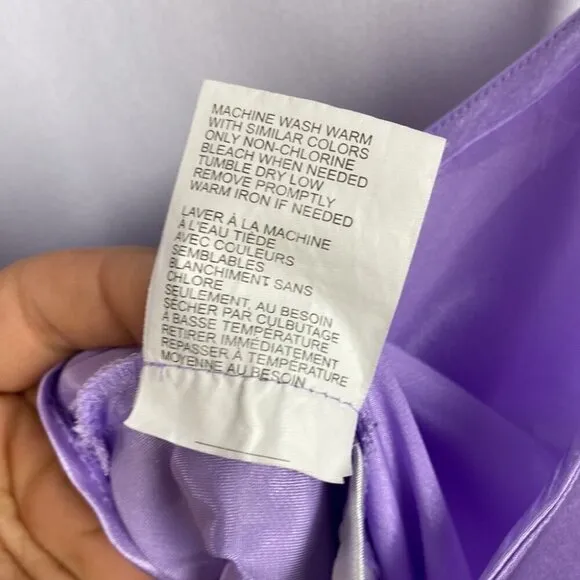 MACHINE WASH WARM
WITH SIMILAR COLORS
ONLY NON-CHLORINE
BLEACH WHEN NEEDED
TUMBLE DRY LOW
REMOVE PROMPTLY
WARM IRON IF NEEDED
LAVER À LA MACHINE
À L'EAU TIÈDE
AVEC COULEURS
SEMBLABLES
BLANCHIMENT SANS
CHLORE
SEULEMENT, AU BESOIN
SÉCHER PAR CULBUTAGE
À BASSE TEMPÉRATURE
RETIRER IMMÉDIATEMENT
REPASSER À TEMPÉRATURE
MOYENNE AU BESOIN